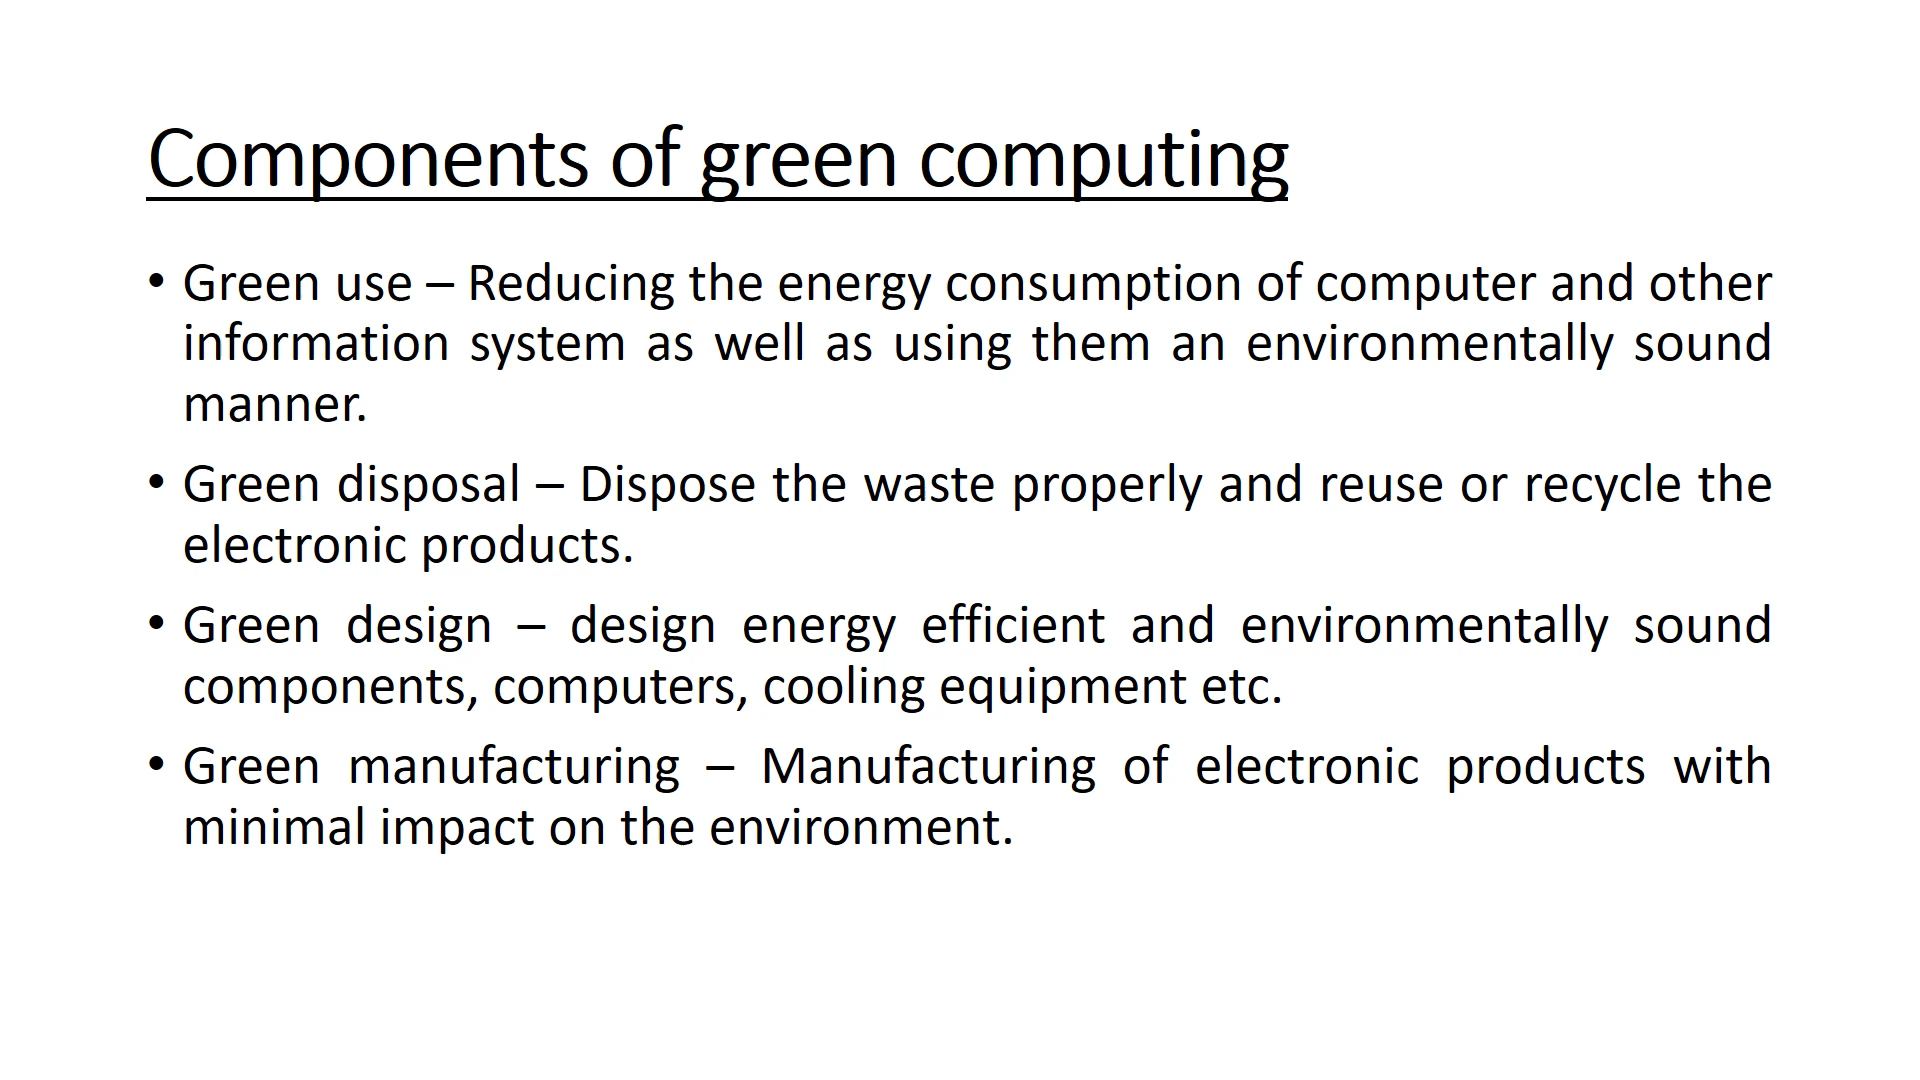 Components of green computing
• Green use – Reducing the energy consumption of computer and other
information system as well as using them an environmentally sound
manner.
• Green disposal – Dispose the waste properly and reuse or recycle the
electronic products.
• Green design – design energy efficient and environmentally sound
components, computers, cooling equipment etc.
• Green manufacturing – Manufacturing of electronic products with
minimal impact on the environment.